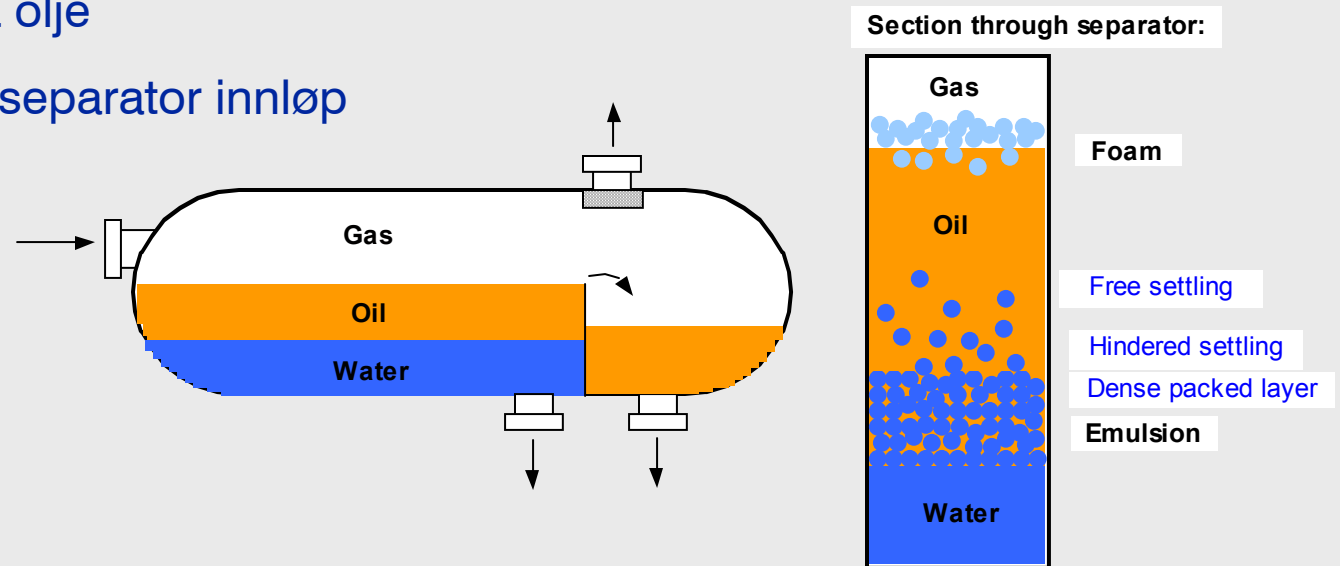 olje
separator innløp
Gas
Oil
Water
Section through separator:
Gas
Foam
Oil
Free settling
Hindered settling
Dense packed layer
Emulsion
Water